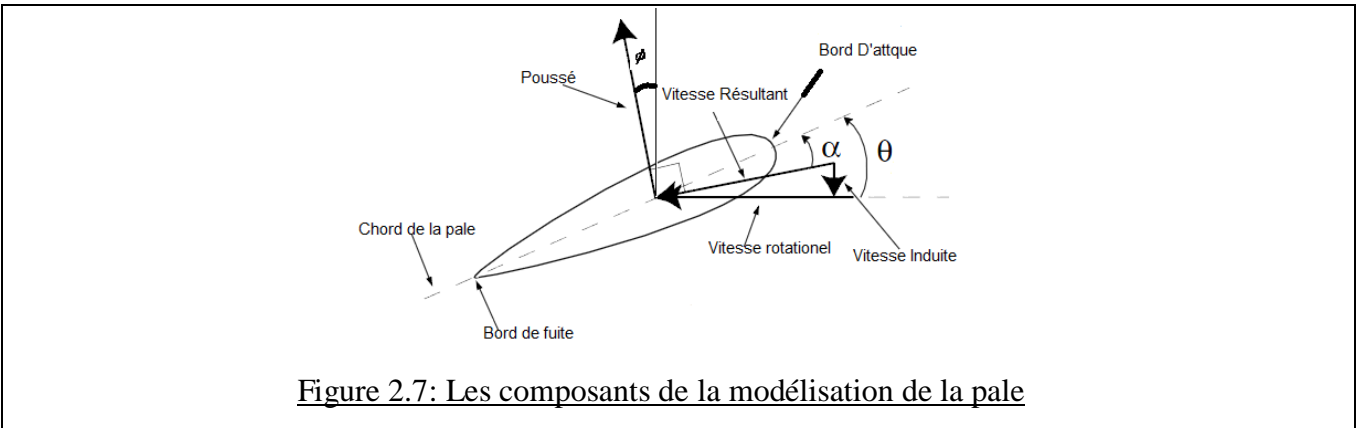 ϕ
Bord D'attque
Poussé
Vitesse Résultant
α
θ
Chord de la pale
Vitesse rotationel
Vitesse Induite
Bord de fuite
Figure 2.7: Les composants de la modélisation de la pale